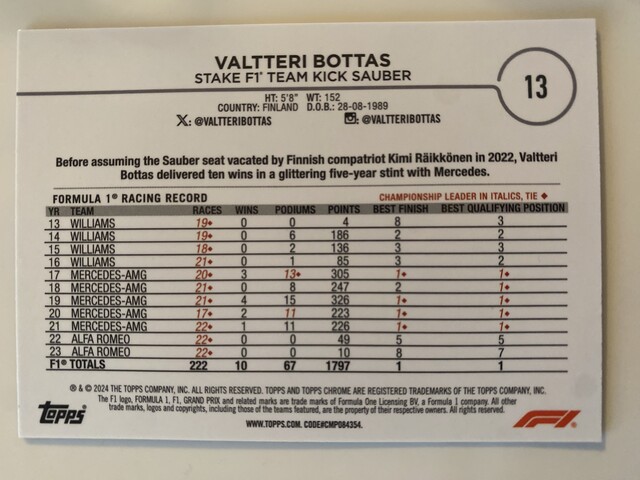 VALTTERI BOTTAS
STAKE F1® TEAM KICK SAUBER
13
HT: 5'8" WT: 152
COUNTRY: FINLAND D.O.B.: 28-08-1989
X: @VALTTERIBOTTAS : @VALTTERIBOTTAS
Before assuming the Sauber seat vacated by Finnish compatriot Kimi Räikkönen in 2022, Valtteri
Bottas delivered ten wins in a glittering five-year stint with Mercedes.
FORMULA 1® RACING RECORD CHAMPIONSHIP LEADER IN ITALICS, TIE ♦
YR TEAM RACES WINS PODIUMS POINTS BEST FINISH BEST QUALIFYING POSITION
13 WILLIAMS 19♦ 0 0 4 8 3
14 WILLIAMS 19♦ 0 6 186 2 2
15 WILLIAMS 18♦ 0 2 136 3 3
16 WILLIAMS 21♦ 0 1 85 3 2
17 MERCEDES-AMG 20♦ 3 13♦ 305 1♦ 1♦
18 MERCEDES-AMG 21♦ 0 8 247 2 1♦
19 MERCEDES-AMG 21♦ 4 15 326 1♦ 1♦
20 MERCEDES-AMG 17♦ 2 11 223 1♦ 1♦
21 MERCEDES-AMG 22♦ 1 11 226 1♦ 1♦
22 ALFA ROMEO 22♦ 0 0 49 5 5
23 ALFA ROMEO 22♦ 0 0 10 8 7
F1® TOTALS 222 10 67 1797 1 1
® & © 2024 THE TOPPS COMPANY, INC. ALL RIGHTS RESERVED. TOPPS AND TOPPS CHROME ARE REGISTERED TRADEMARKS OF THE TOPPS COMPANY, INC.
The F1 logo, FORMULA 1, F1, GRAND PRIX and related marks are trade marks of Formula One Licensing BV, a Formula 1 company. All other
trade marks, logos and copyrights, including those of the teams featured, are the property of their respective owners. All rights reserved.
WWW.TOPPS.COM. CODE#CMP084354.
Topps
F1®